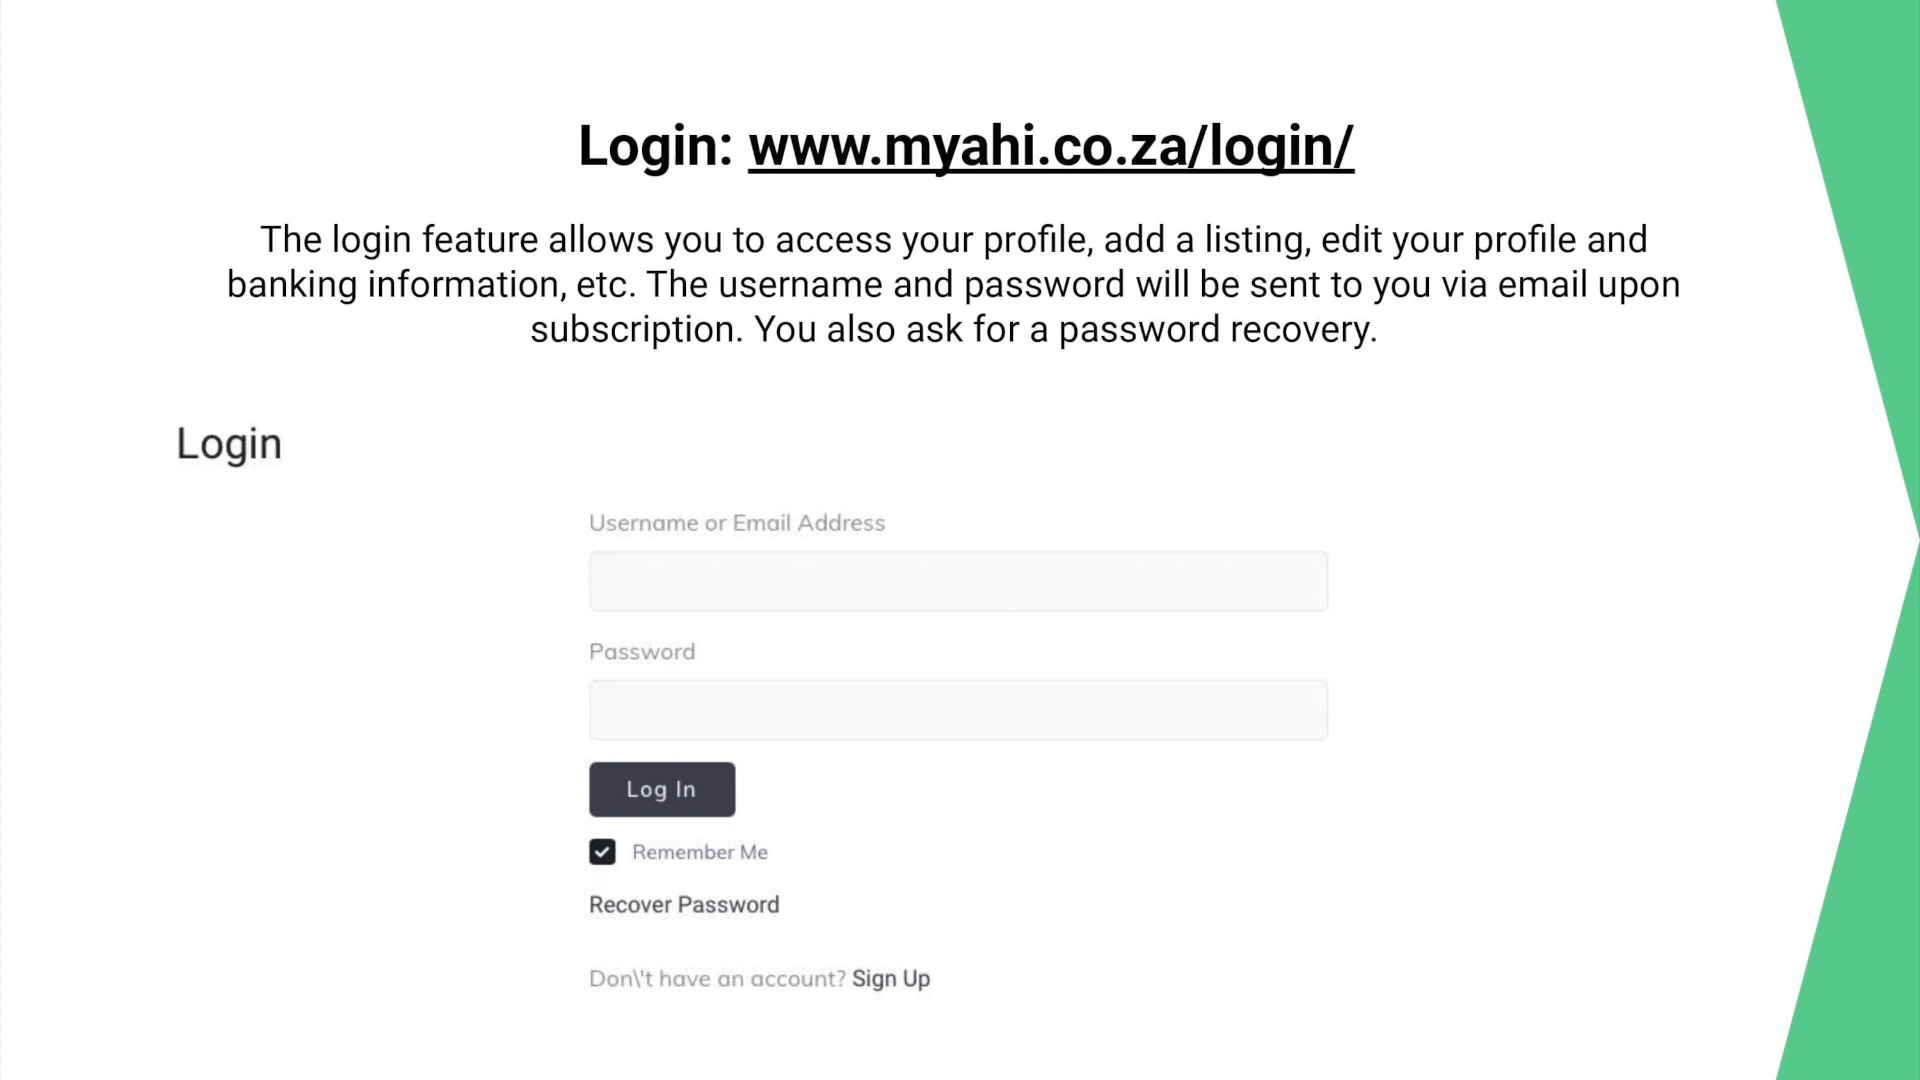 Login: www.myahi.co.za/login/
The login feature allows you to access your profile, add a listing, edit your profile and
banking information, etc. The username and password will be sent to you via email upon
subscription. You also ask for a password recovery.
Login
Username or Email Address
Password
Log In
Remember Me
Recover Password
Don\'t have an account? Sign Up